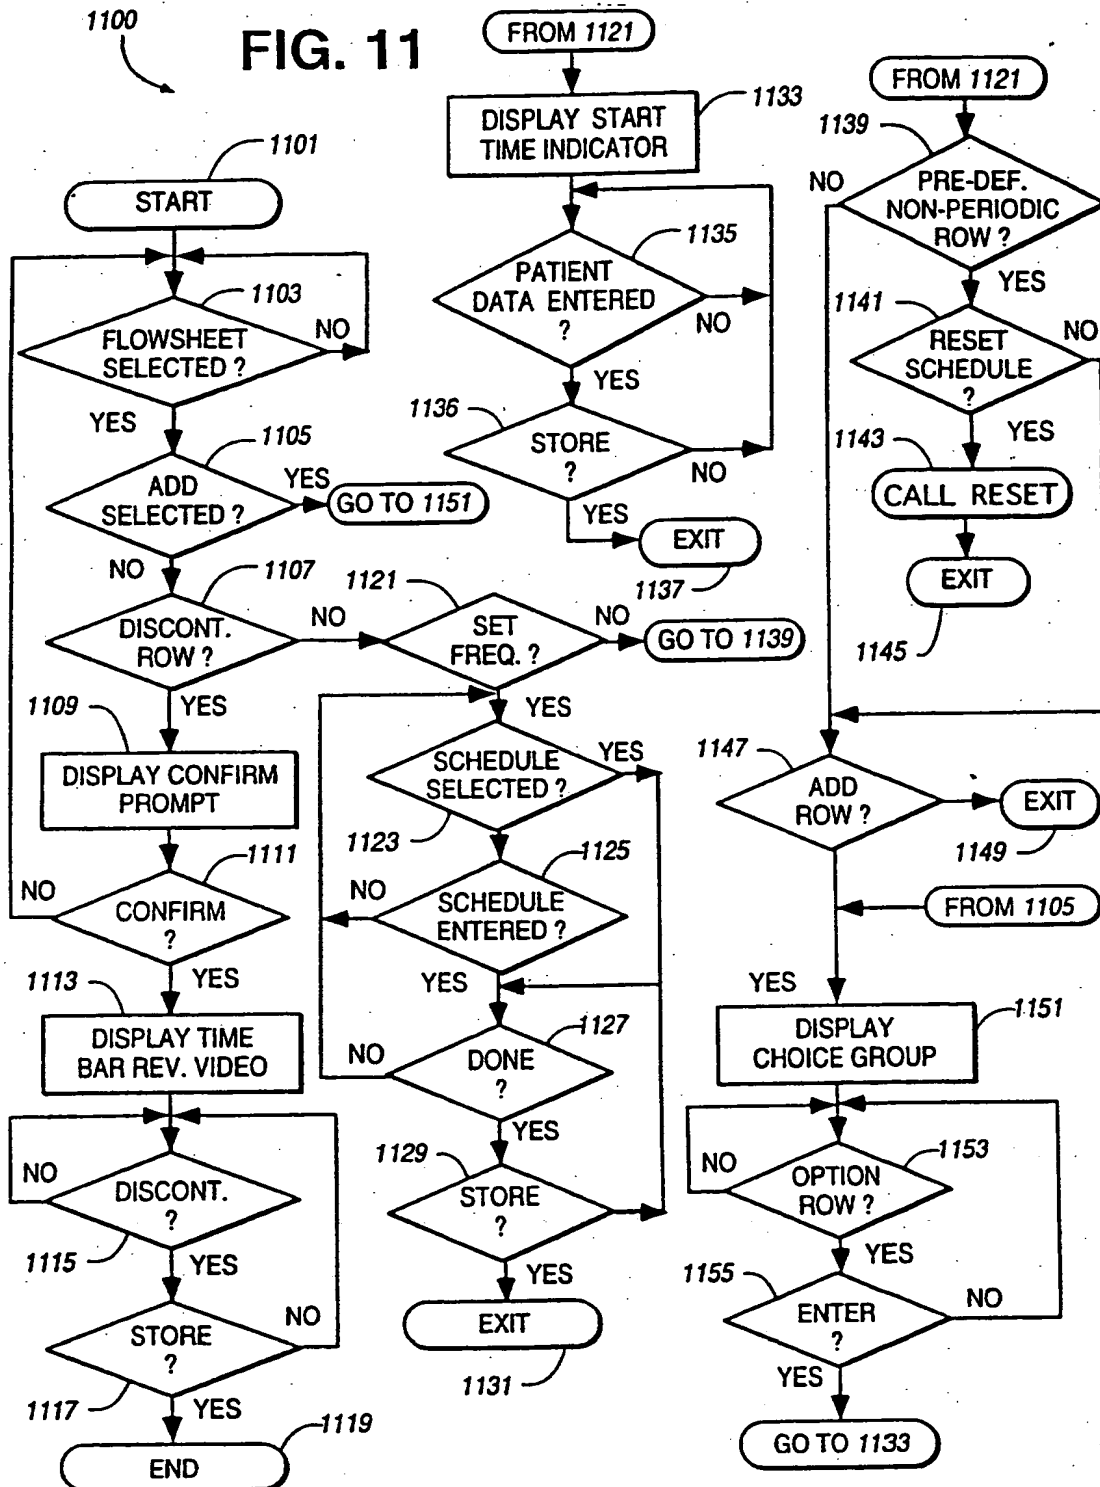 1100
FIG. 11
1101
START
1103
FLOWSHEET
SELECTED ?
NO
YES
1105
ADD
SELECTED ?
YES
GO TO 1151
NO
1107
DISCONT.
ROW ?
NO
YES
1109
DISPLAY CONFIRM
PROMPT
1111
NO
CONFIRM
?
YES
1113
DISPLAY TIME
BAR REV. VIDEO
NO
DISCONT.
?
1115
YES
STORE
?
NO
1117
YES
1119
END
FROM 1121
1133
DISPLAY START
TIME INDICATOR
1135
PATIENT
DATA ENTERED
?
NO
YES
1136
STORE
?
NO
YES
EXIT
1137
1121
SET
FREQ. ?
NO
GO TO 1139
YES
SCHEDULE
SELECTED ?
YES
1123
1125
NO
SCHEDULE
ENTERED ?
YES
1127
NO
DONE
?
YES
1129
STORE
?
YES
EXIT
1131
FROM 1121
1139
NO
PRE-DEF.
NON-PERIODIC
ROW ?
YES
1141
NO
RESET
SCHEDULE
?
YES
1143
CALL RESET
EXIT
1145
1147
ADD
ROW ?
EXIT
1149
FROM 1105
YES
1151
DISPLAY
CHOICE GROUP
1153
NO
OPTION
ROW ?
YES
1155
ENTER
?
NO
YES
GO TO 1133